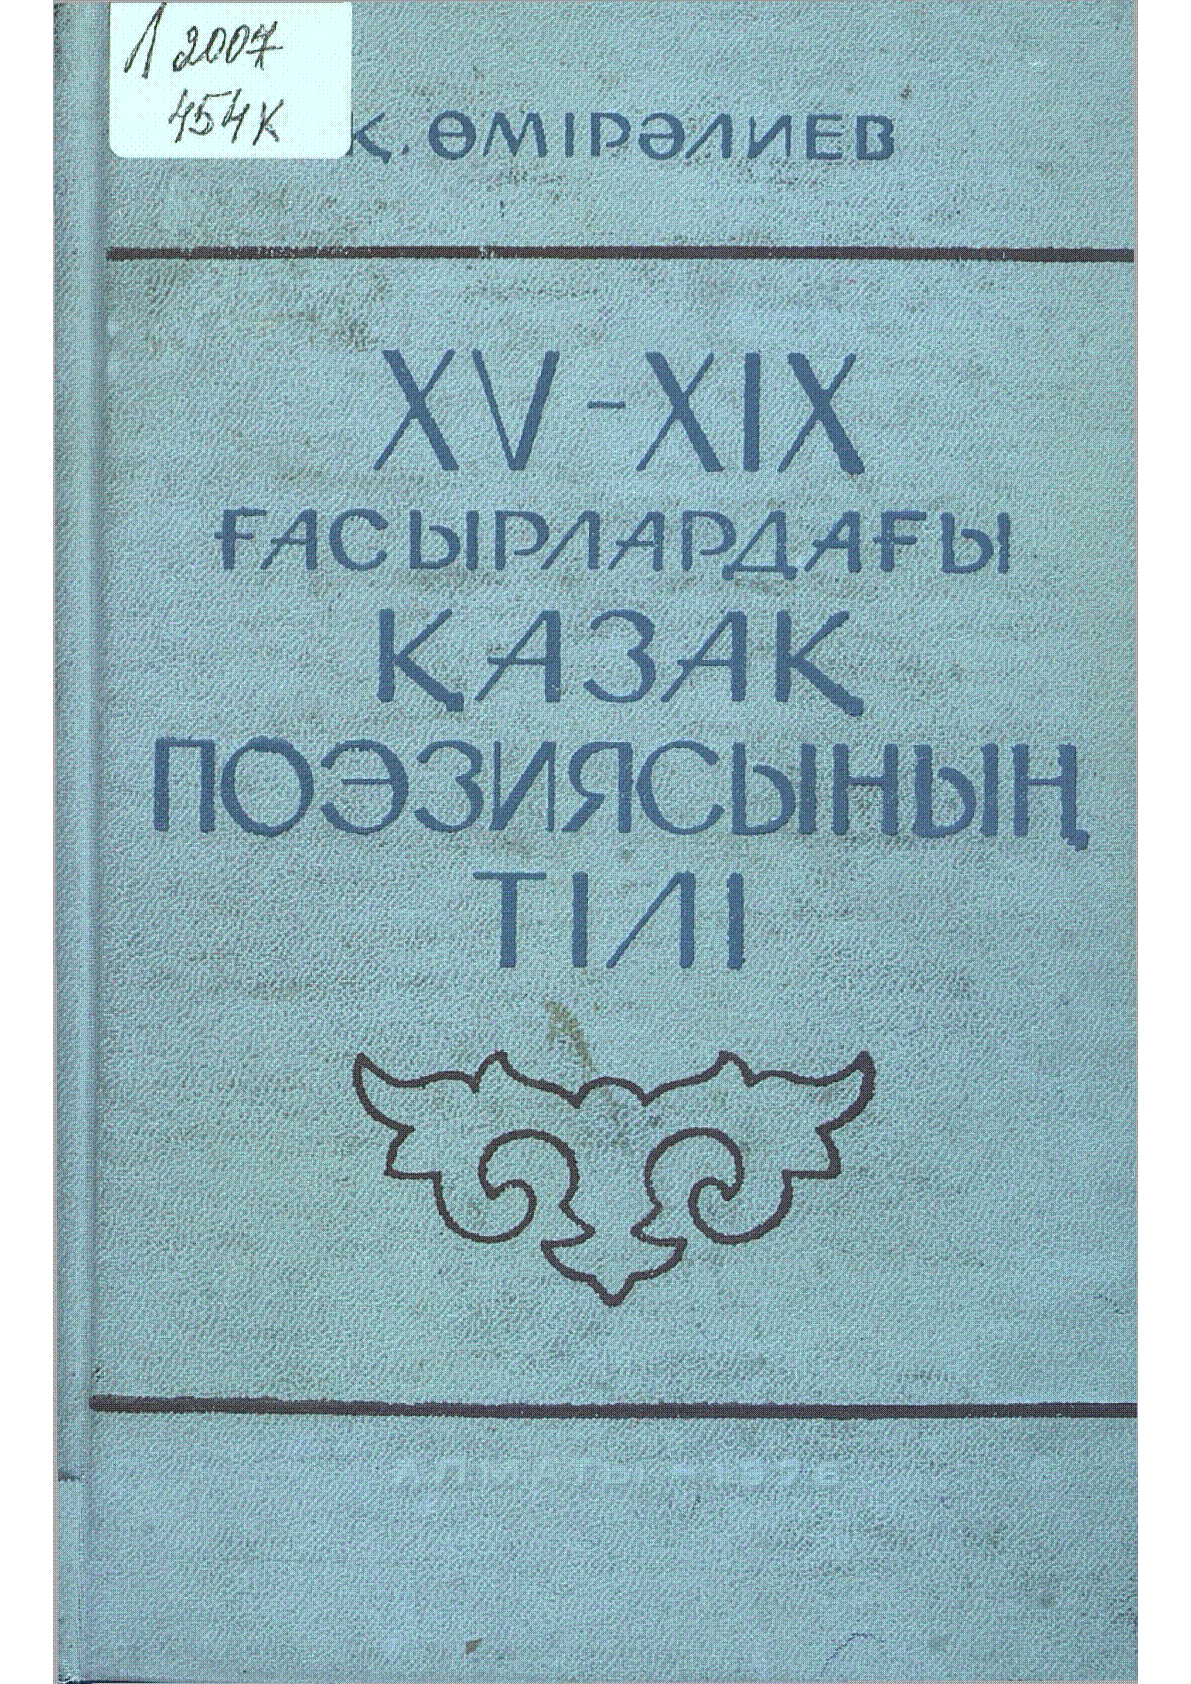 Л 2007
454К
Қ. ӨМІРӘЛИЕВ
XV-XIX
ҒАСЫРЛАРДАҒЫ
ҚАЗАҚ
ПОЭЗИЯСЫНЫҢ
ТІЛІ